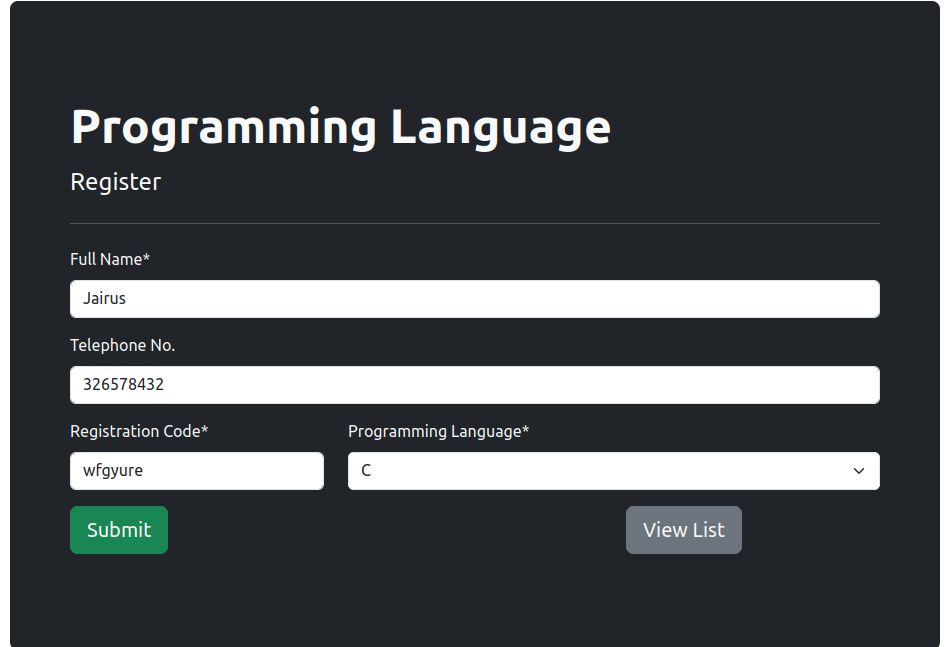 Programming Language
Register
Full Name*
Jairus
Telephone No.
326578432
Registration Code* Programming Language*
wfgyure C
Submit View List